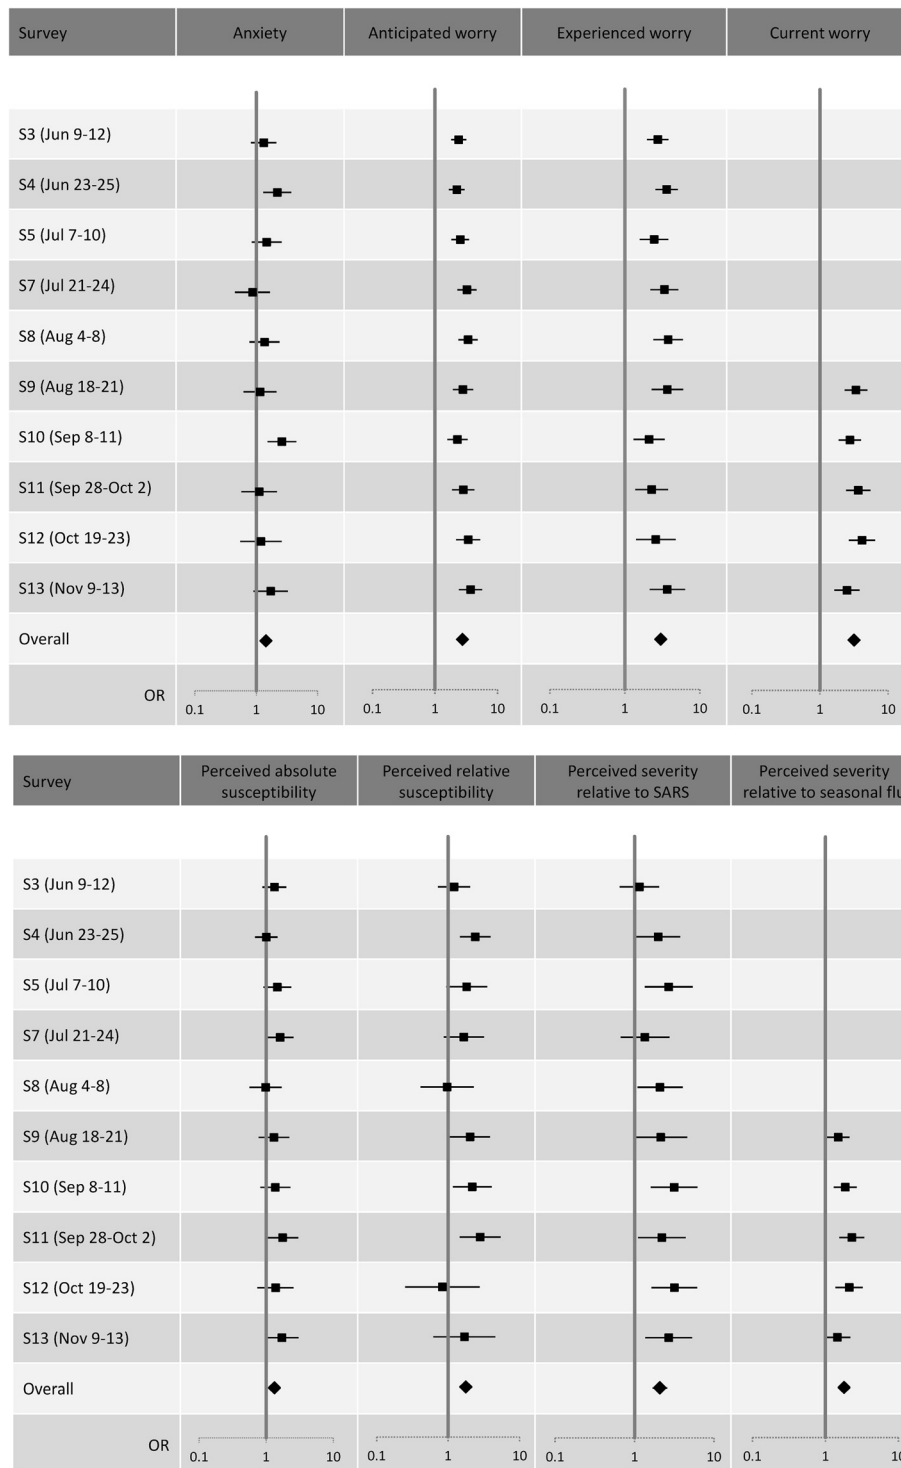 Survey Anxiety Anticipated worry Experienced worry Current worry
S3 (Jun 9-12)
S4 (Jun 23-25)
S5 (Jul 7-10)
S7 (Jul 21-24)
S8 (Aug 4-8)
S9 (Aug 18-21)
S10 (Sep 8-11)
S11 (Sep 28-Oct 2)
S12 (Oct 19-23)
S13 (Nov 9-13)
Overall
OR
0.1 1 10 0.1 1 10 0.1 1 10 0.1 1 10
Survey Perceived absolute Perceived relative Perceived severity Perceived severity
susceptibility susceptibility relative to SARS relative to seasonal flu
S3 (Jun 9-12)
S4 (Jun 23-25)
S5 (Jul 7-10)
S7 (Jul 21-24)
S8 (Aug 4-8)
S9 (Aug 18-21)
S10 (Sep 8-11)
S11 (Sep 28-Oct 2)
S12 (Oct 19-23)
S13 (Nov 9-13)
Overall
OR
0.1 1 10 0.1 1 10 0.1 1 10 0.1 1 10